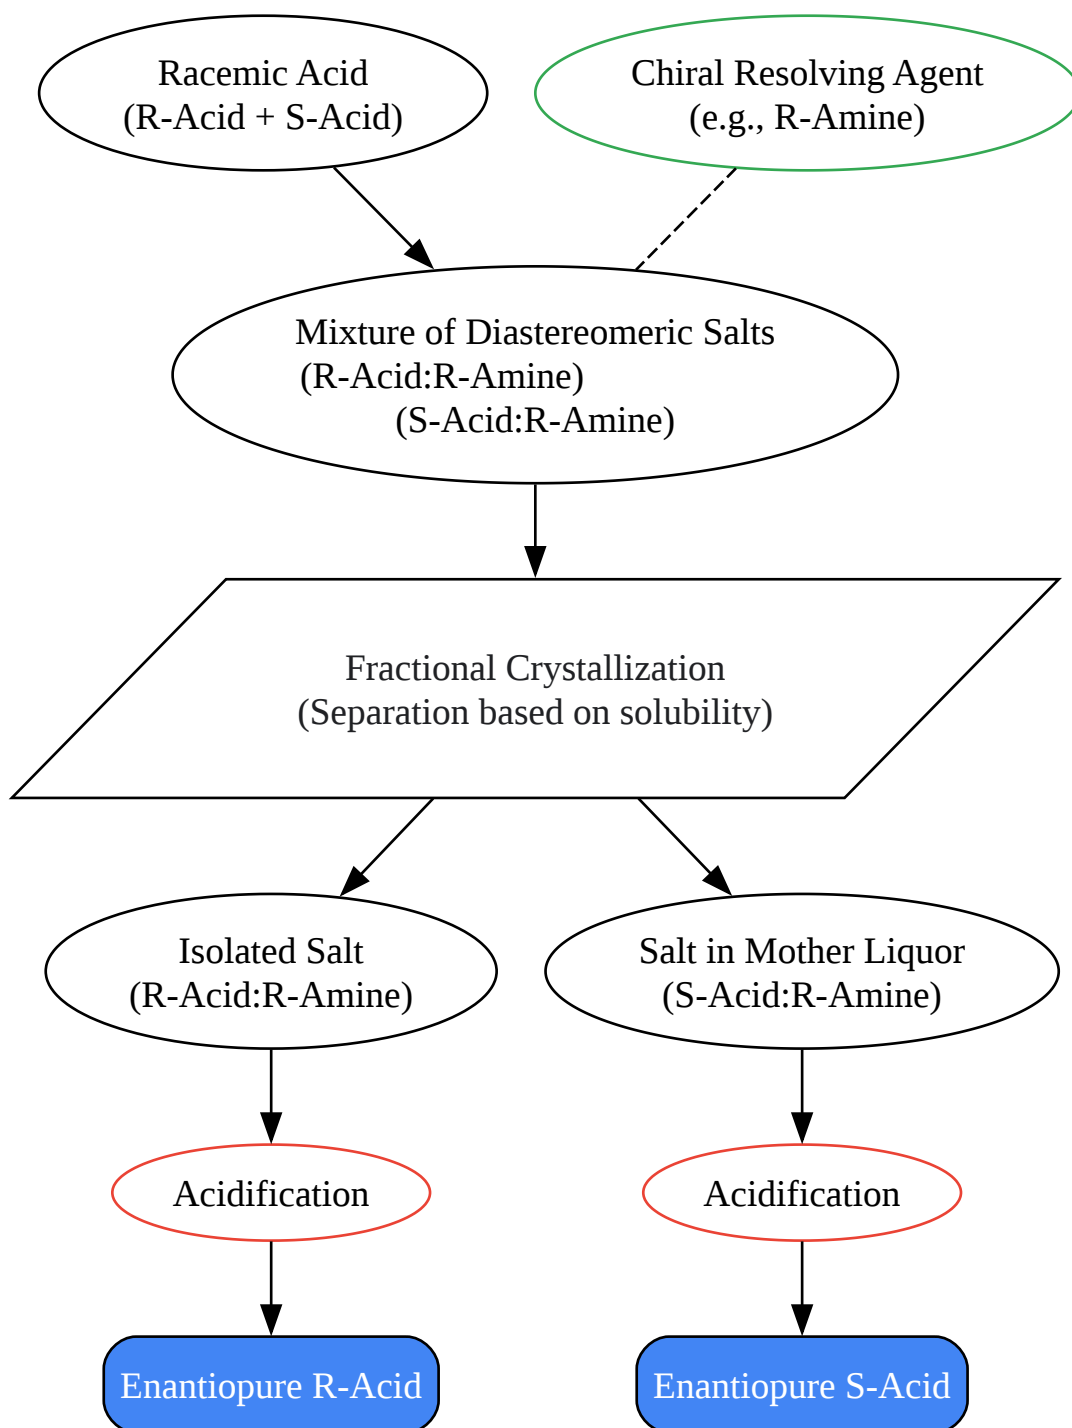 Racemic Acid
(R-Acid + S-Acid)
Chiral Resolving Agent
(e.g., R-Amine)
Mixture of Diastereomeric Salts
(R-Acid:R-Amine)
(S-Acid:R-Amine)
Fractional Crystallization
(Separation based on solubility)
Isolated Salt
(R-Acid:R-Amine)
Salt in Mother Liquor
(S-Acid:R-Amine)
Acidification
Acidification
Enantiopure R-Acid
Enantiopure S-Acid